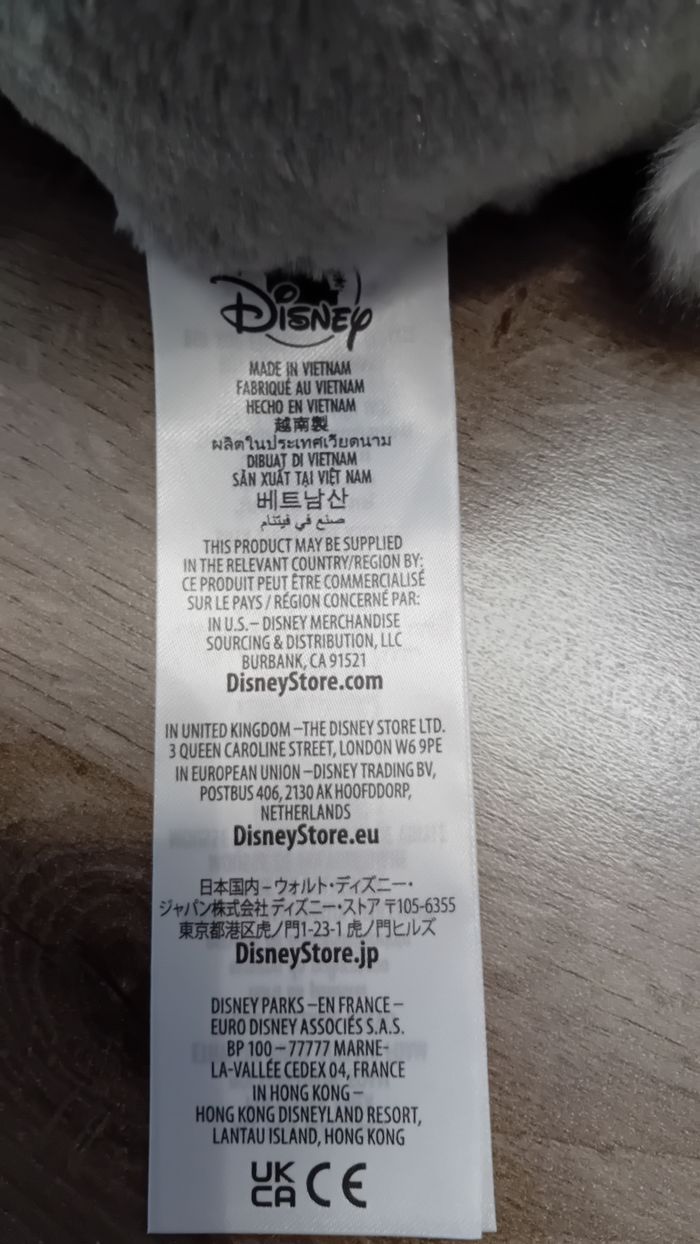 Disney
MADE IN VIETNAM
FABRIQUÉ AU VIETNAM
HECHO EN VIETNAM
越南製
ผลิตในประเทศเวียดนาม
DIBUAT DI VIETNAM
SẢN XUẤT TẠI VIỆT NAM
베트남산
صنع في فيتنام
THIS PRODUCT MAY BE SUPPLIED
IN THE RELEVANT COUNTRY/REGION BY:
CE PRODUIT PEUT ÊTRE COMMERCIALISÉ
SUR LE PAYS / RÉGION CONCERNÉ PAR:
IN U.S.– DISNEY MERCHANDISE
SOURCING & DISTRIBUTION, LLC
BURBANK, CA 91521
DisneyStore.com
IN UNITED KINGDOM –THE DISNEY STORE LTD.
3 QUEEN CAROLINE STREET, LONDON W6 9PE
IN EUROPEAN UNION –DISNEY TRADING BV,
POSTBUS 406, 2130 AK HOOFDDORP,
NETHERLANDS
DisneyStore.eu
日本国内 – ウォルト・ディズニー・
ジャパン株式会社 ディズニー・ストア 〒105-6355
東京都港区虎ノ門1-23-1 虎ノ門ヒルズ
DisneyStore.jp
DISNEY PARKS –EN FRANCE –
EURO DISNEY ASSOCIÉS S.A.S.
BP 100 – 77777 MARNE-
LA-VALLÉE CEDEX 04, FRANCE
IN HONG KONG –
HONG KONG DISNEYLAND RESORT,
LANTAU ISLAND, HONG KONG
UK
CA CE